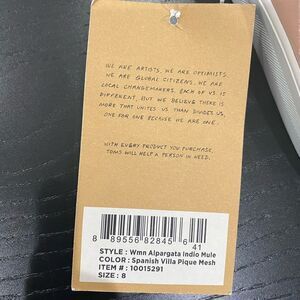 WE ARE ARTISTS. WE ARE OPTIMISTS.
WE ARE GLOBAL CITIZENS. WE ARE
LOCAL CHANGEMAKERS. EACH OF US IS
DIFFERENT, BUT WE BELIEVE THERE IS
MORE THAT UNITES US THAN DIVIDES US.
ONE FOR ONE BECAUSE WE ARE ONE.
WITH EVERY PRODUCT YOU PURCHASE,
TOMS WILL HELP A PERSON IN NEED.
8 89556 82845 6
41
STYLE : Wmn Alpargata Indio Mule
COLOR : Spanish Villa Pique Mesh
ITEM # : 10015291
SIZE : 8